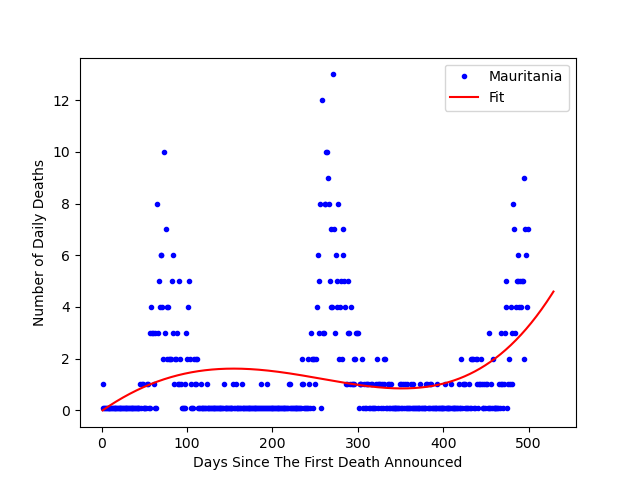 Mauritania
Fit
Number of Daily Deaths
12
10
8
6
4
2
0
0 100 200 300 400 500
Days Since The First Death Announced